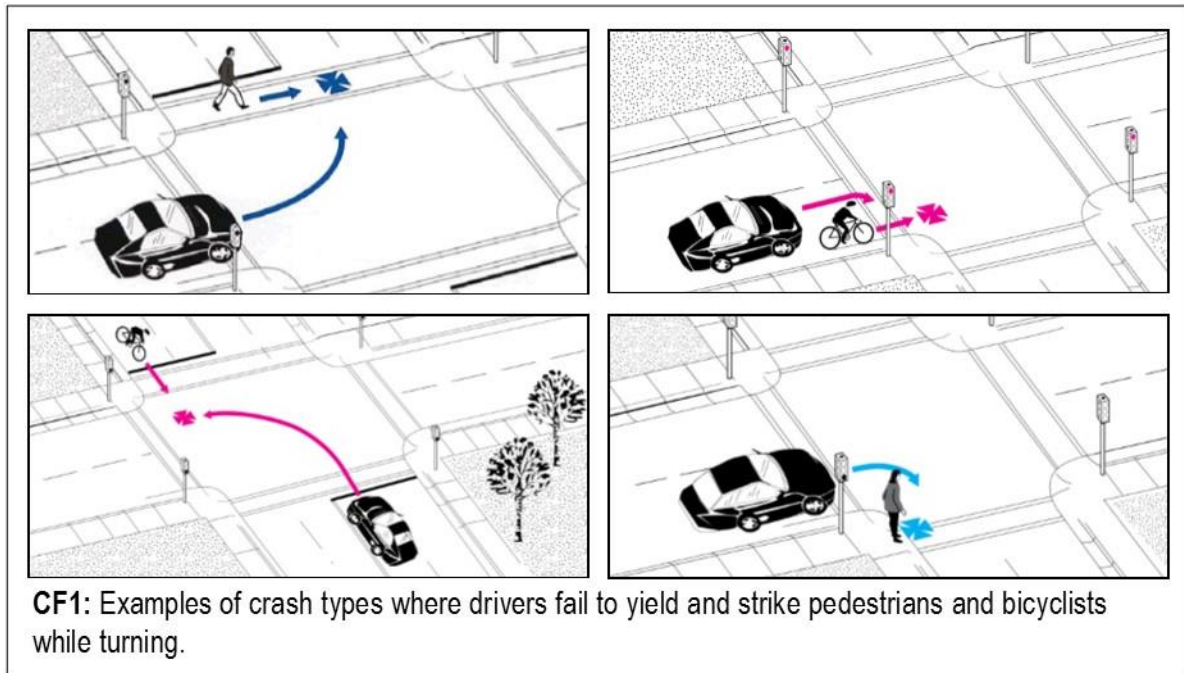 CF1: Examples of crash types where drivers fail to yield and strike pedestrians and bicyclists
while turning.